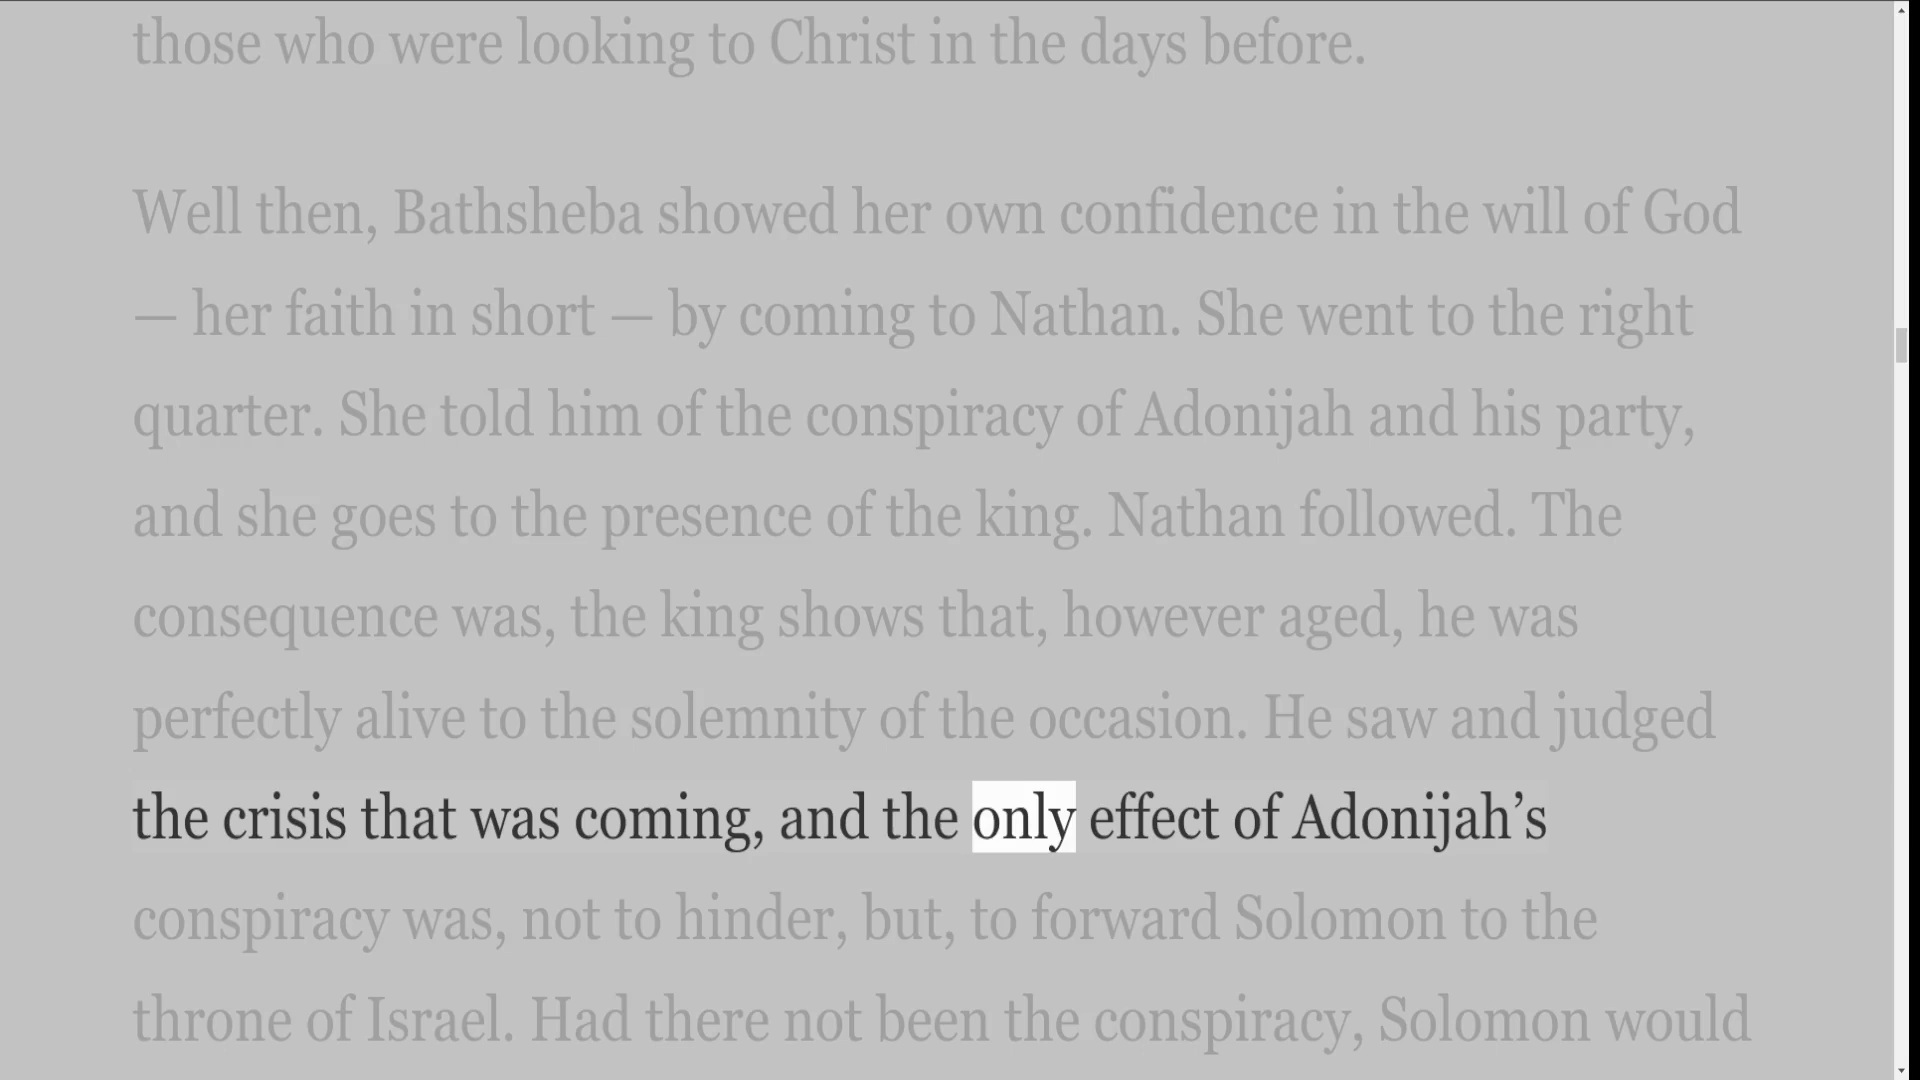 those who were looking to Christ in the days before.
Well then, Bathsheba showed her own confidence in the will of God
— her faith in short — by coming to Nathan. She went to the right
quarter. She told him of the conspiracy of Adonijah and his party,
and she goes to the presence of the king. Nathan followed. The
consequence was, the king shows that, however aged, he was
perfectly alive to the solemnity of the occasion. He saw and judged
the crisis that was coming, and the only effect of Adonijah’s
conspiracy was, not to hinder, but, to forward Solomon to the
throne of Israel. Had there not been the conspiracy, Solomon would